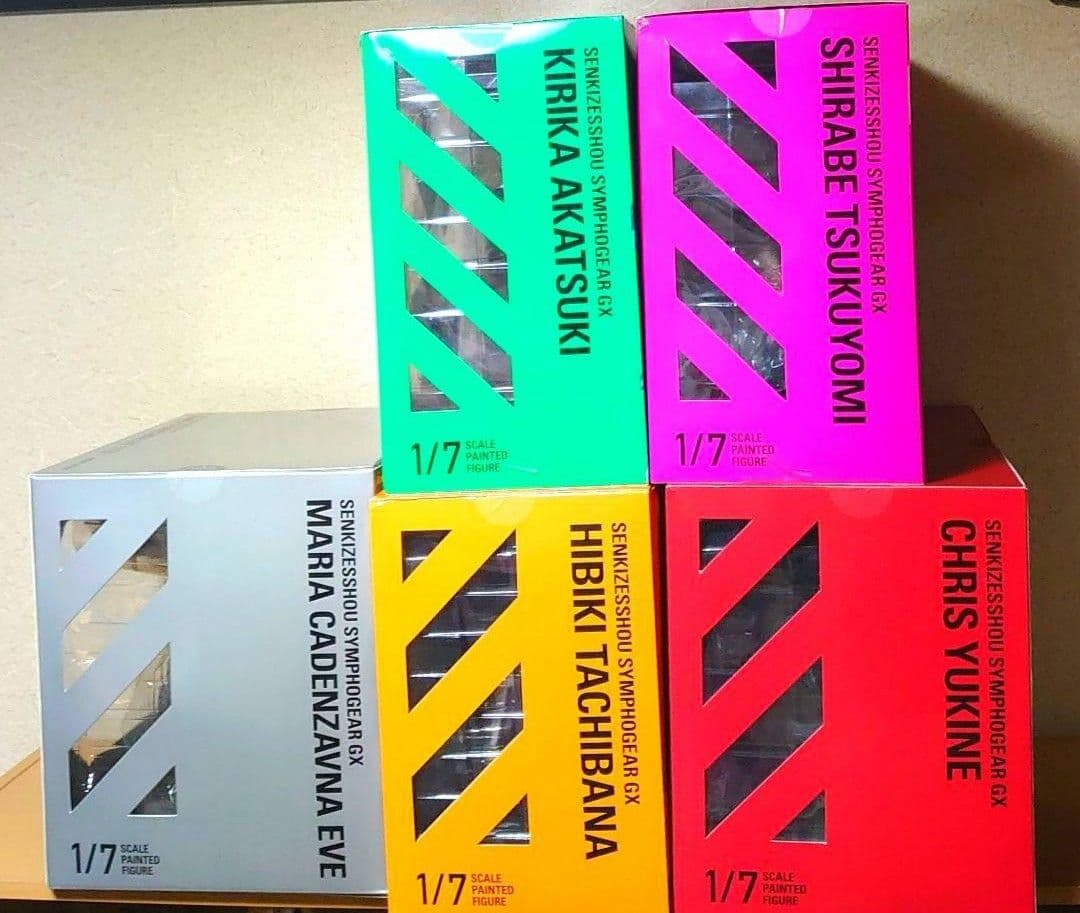 SENKIZESSHOU SYMPHOGEAR GX
KIRIKA AKATSUKI
1/7
SCALE
PAINTED
FIGURE
SENKIZESSHOU SYMPHOGEAR GX
SHIRABE TSUKUYOMI
1/7
SCALE
PAINTED
FIGURE
SENKIZESSHOU SYMPHOGEAR GX
MARIA CADENZAVNA EVE
1/7
SCALE
PAINTED
FIGURE
SENKIZESSHOU SYMPHOGEAR GX
HIBIKI TACHIBANA
1/7
SCALE
PAINTED
FIGURE
SENKIZESSHOU SYMPHOGEAR GX
CHRIS YUKINE
1/7
SCALE
PAINTED
FIGURE